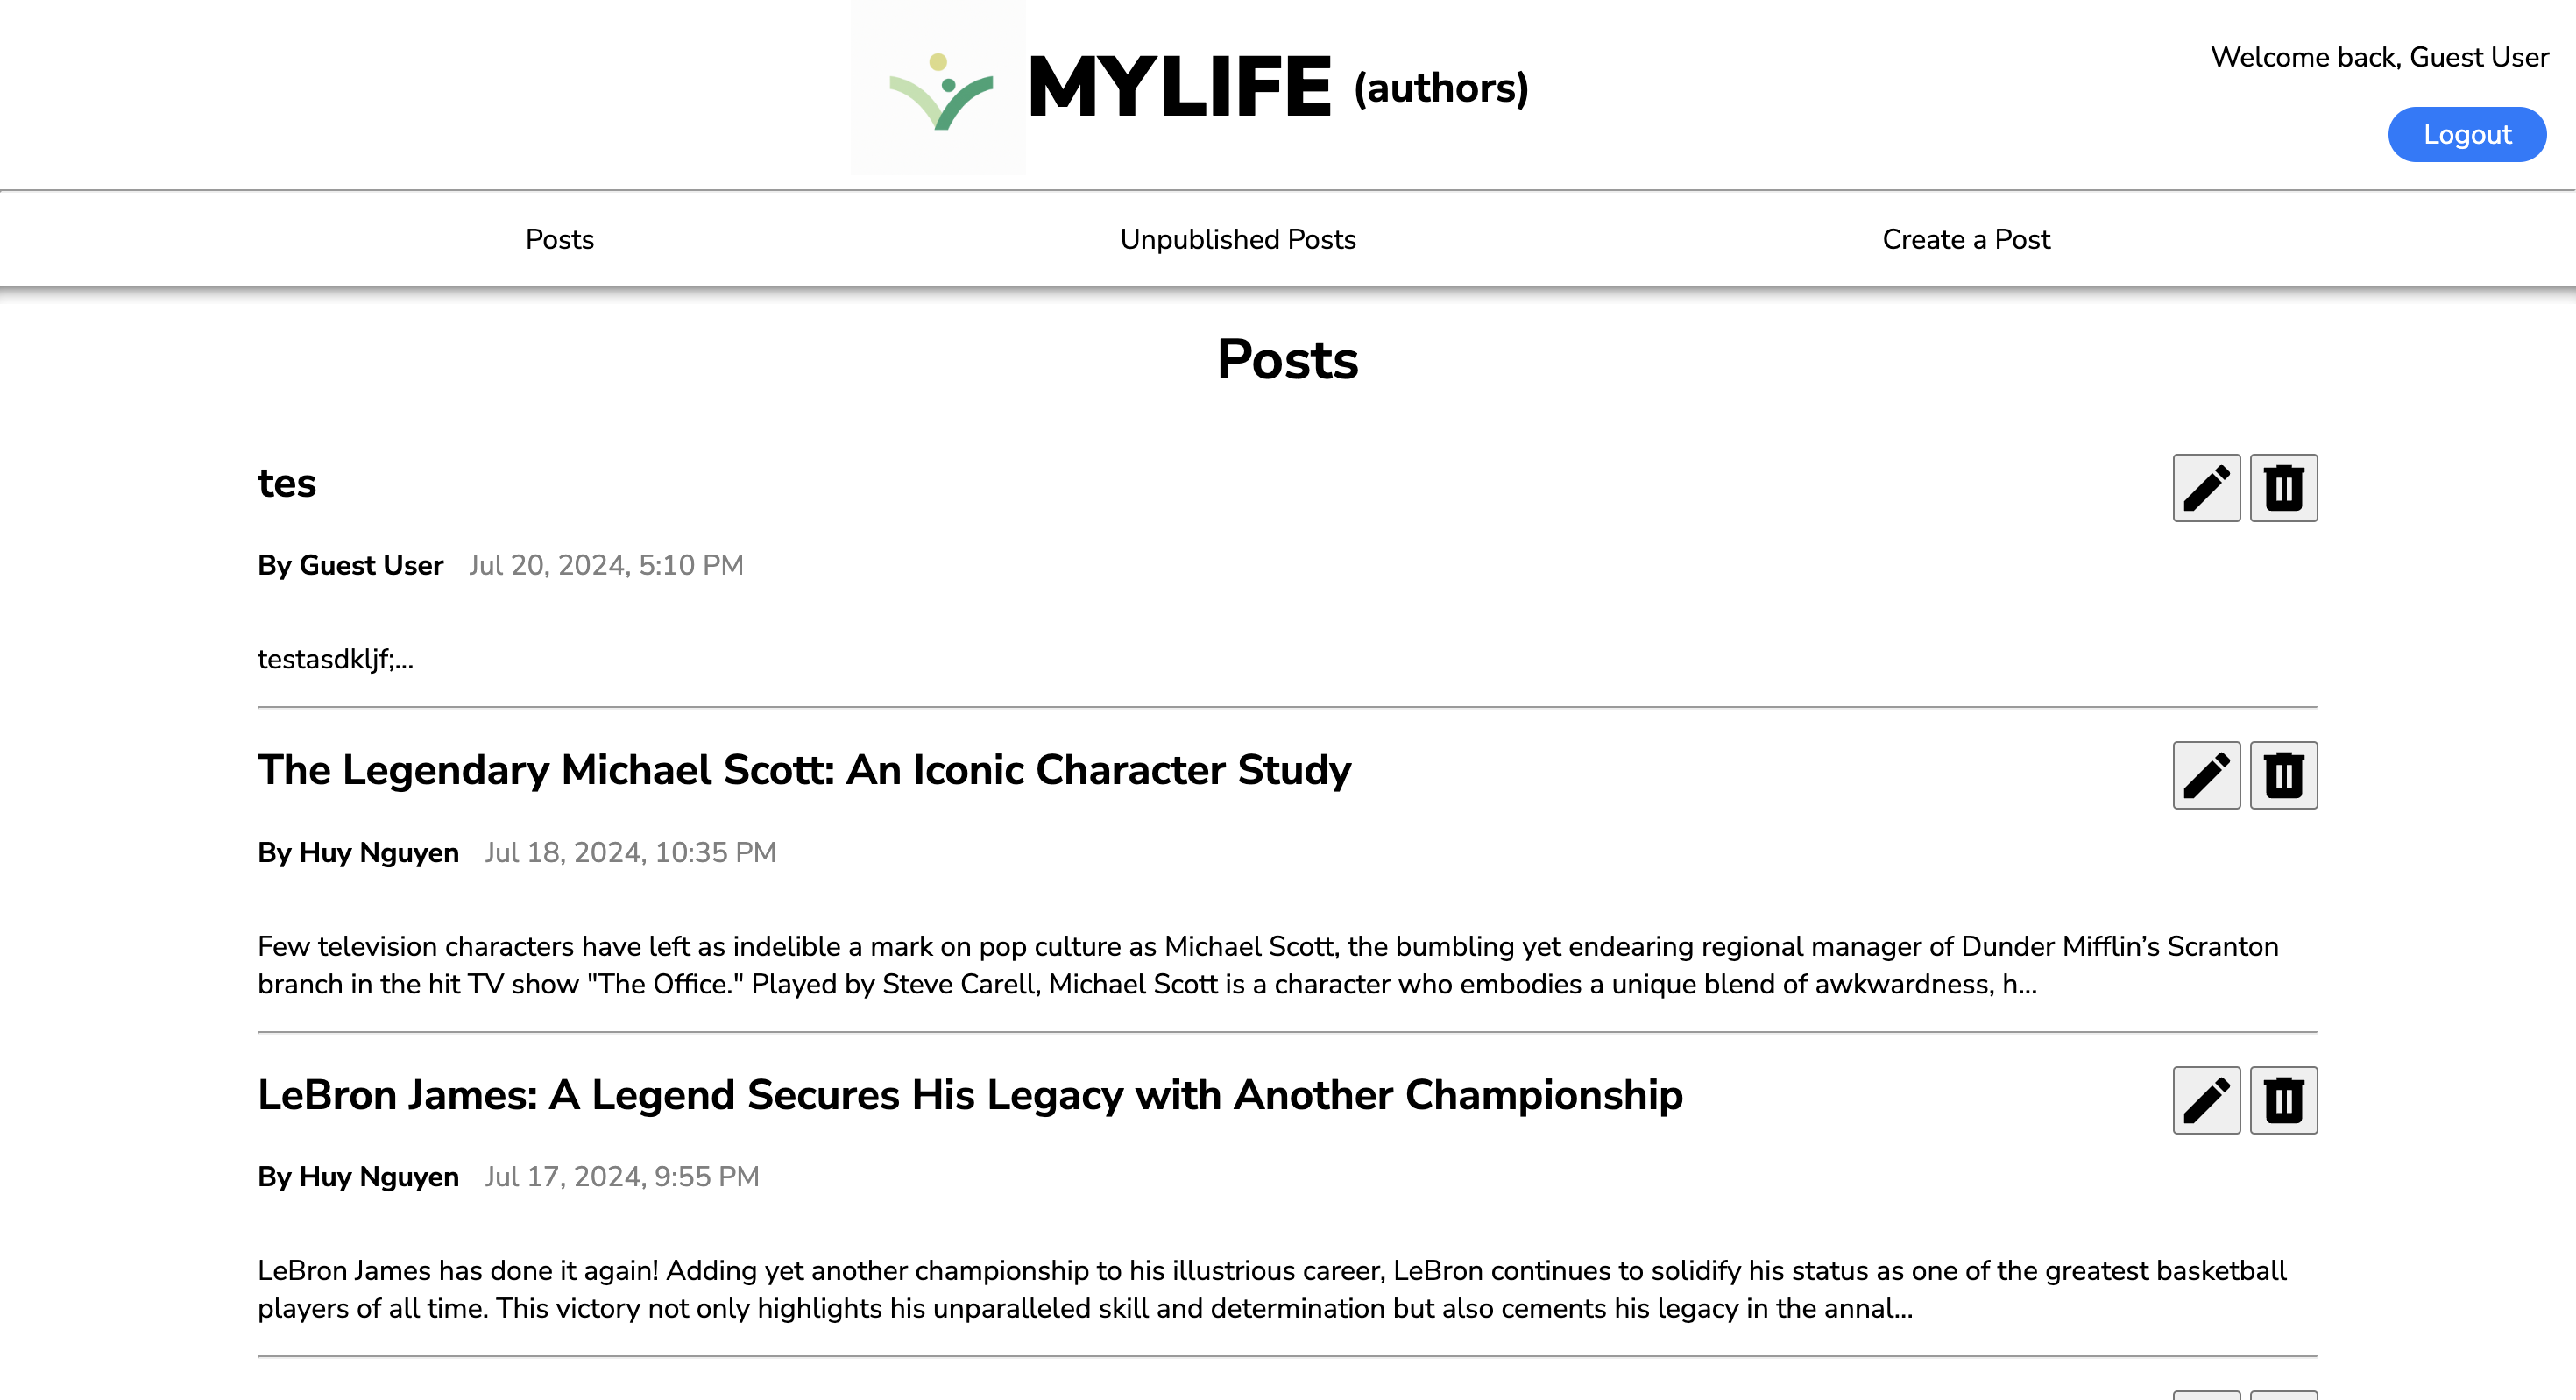 MYLIFE (authors)
Welcome back, Guest User
Logout
Posts
Unpublished Posts
Create a Post
Posts
tes
By Guest User Jul 20, 2024, 5:10 PM
testasdkljf;...
The Legendary Michael Scott: An Iconic Character Study
By Huy Nguyen Jul 18, 2024, 10:35 PM
Few television characters have left as indelible a mark on pop culture as Michael Scott, the bumbling yet endearing regional manager of Dunder Mifflin’s Scranton
branch in the hit TV show "The Office." Played by Steve Carell, Michael Scott is a character who embodies a unique blend of awkwardness, h...
LeBron James: A Legend Secures His Legacy with Another Championship
By Huy Nguyen Jul 17, 2024, 9:55 PM
LeBron James has done it again! Adding yet another championship to his illustrious career, LeBron continues to solidify his status as one of the greatest basketball
players of all time. This victory not only highlights his unparalleled skill and determination but also cements his legacy in the annal...